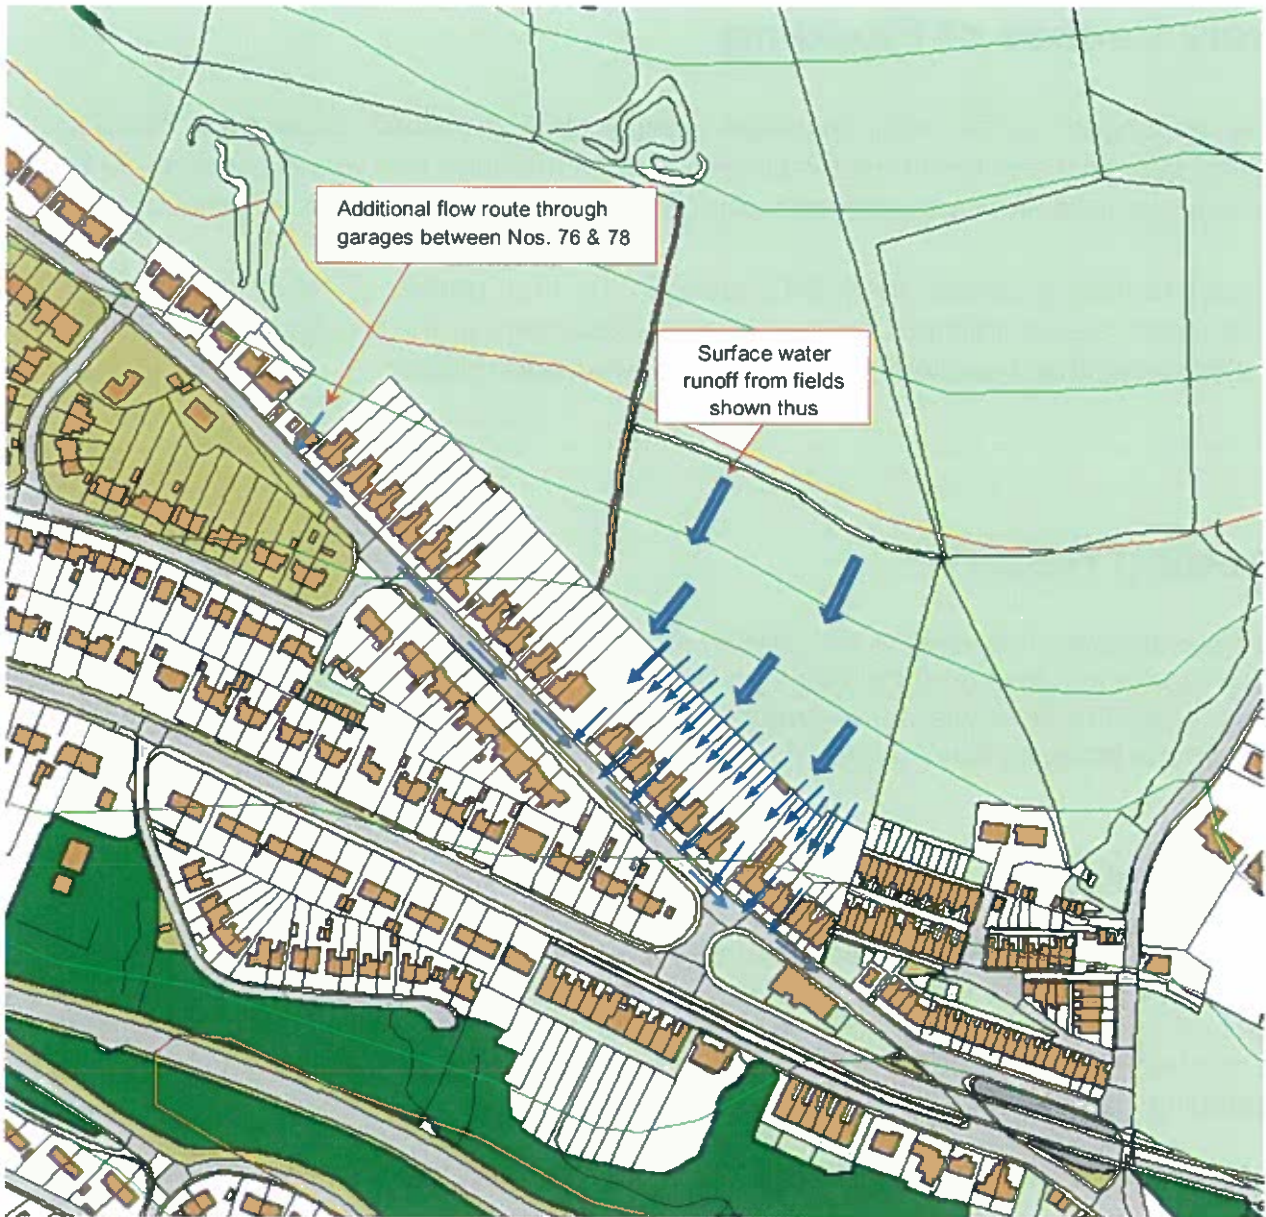 Additional flow route through
garages between Nos. 76 & 78
Surface water
runoff from fields
shown thus